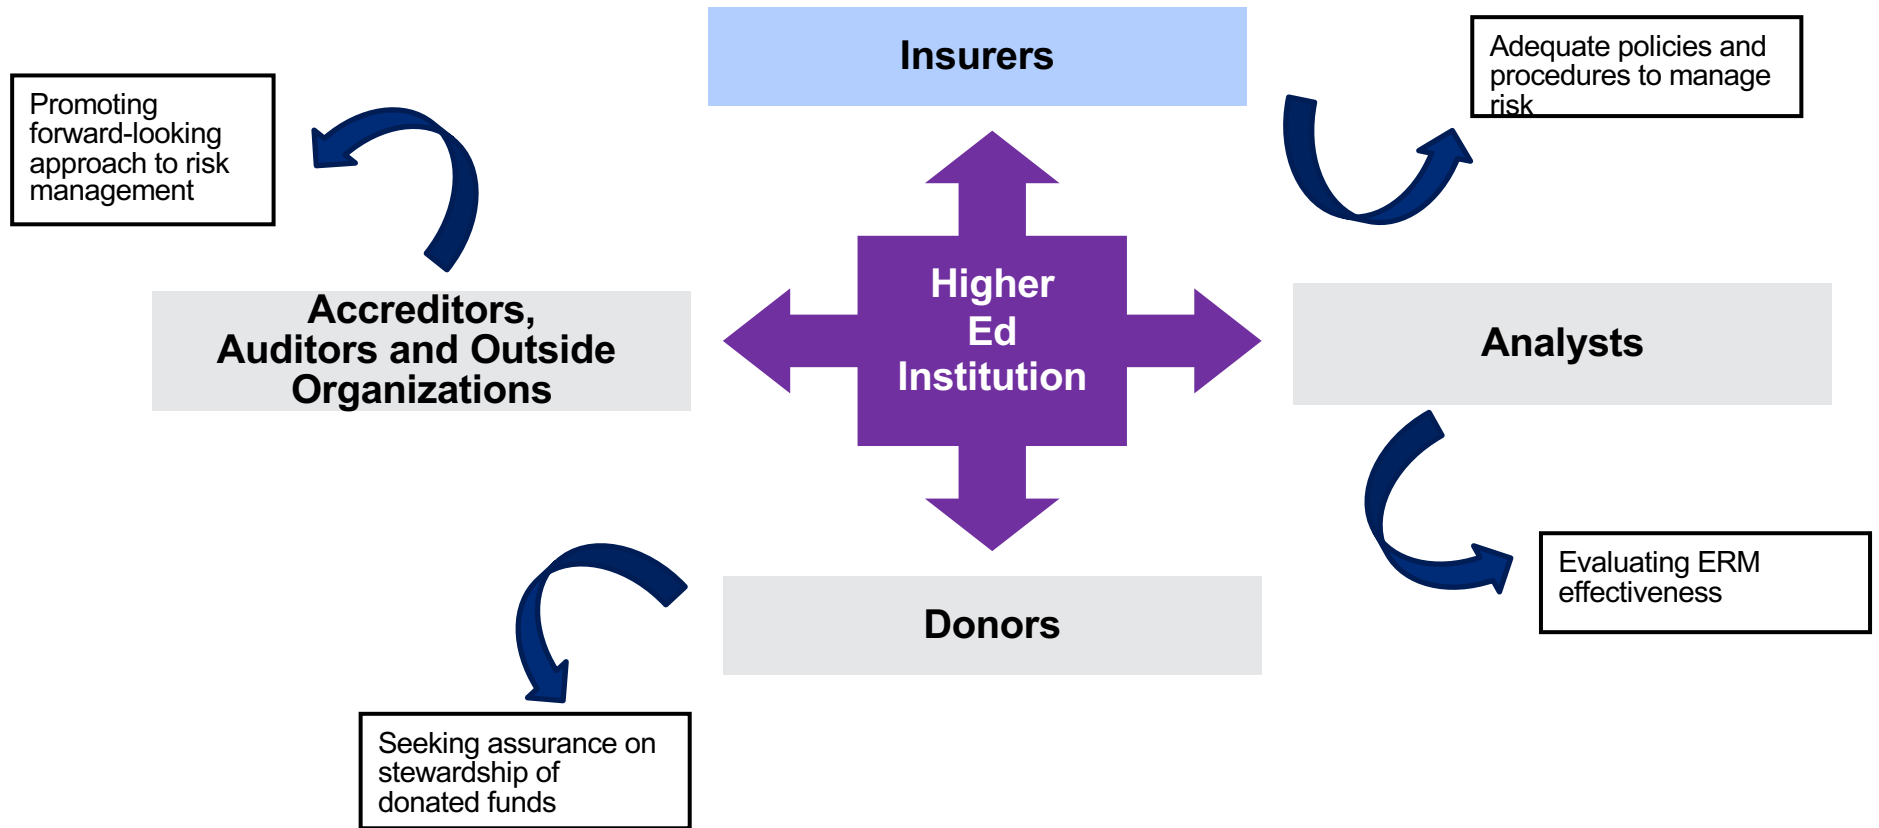 Insurers
Adequate policies and
procedures to manage
risk
Promoting
forward-looking
approach to risk
management
Higher
Ed
Institution
Accreditors,
Auditors and Outside
Organizations
Analysts
Evaluating ERM
effectiveness
Donors
Seeking assurance on
stewardship of
donated funds